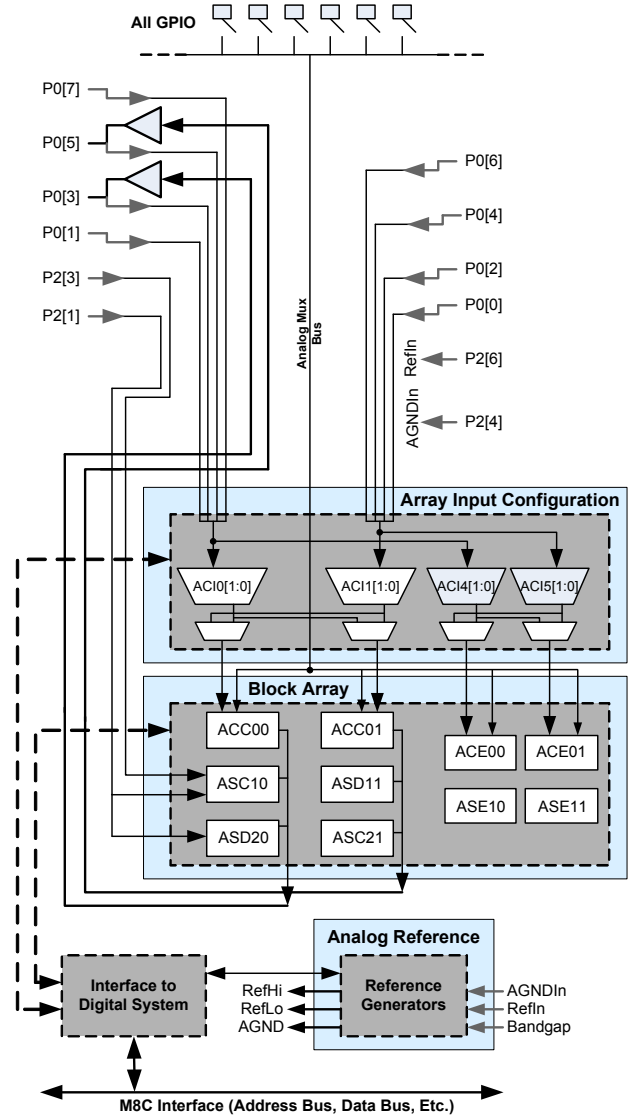 All GPIO
P0[7]
P0[5]
P0[3]
P0[1]
P2[3]
P2[1]
P0[6]
P0[4]
P0[2]
P0[0]
P2[6]
P2[4]
Analog Mux
Bus
RefIn
AGNDIn
Array Input Configuration
ACI0[1:0]
ACI1[1:0]
ACI4[1:0]
ACI5[1:0]
Block Array
ACC00
ACC01
ACE00
ACE01
ASC10
ASD11
ASE10
ASE11
ASD20
ASC21
Analog Reference
Interface to
Digital System
Reference
Generators
RefHi
RefLo
AGND
AGNDIn
RefIn
Bandgap
M8C Interface (Address Bus, Data Bus, Etc.)